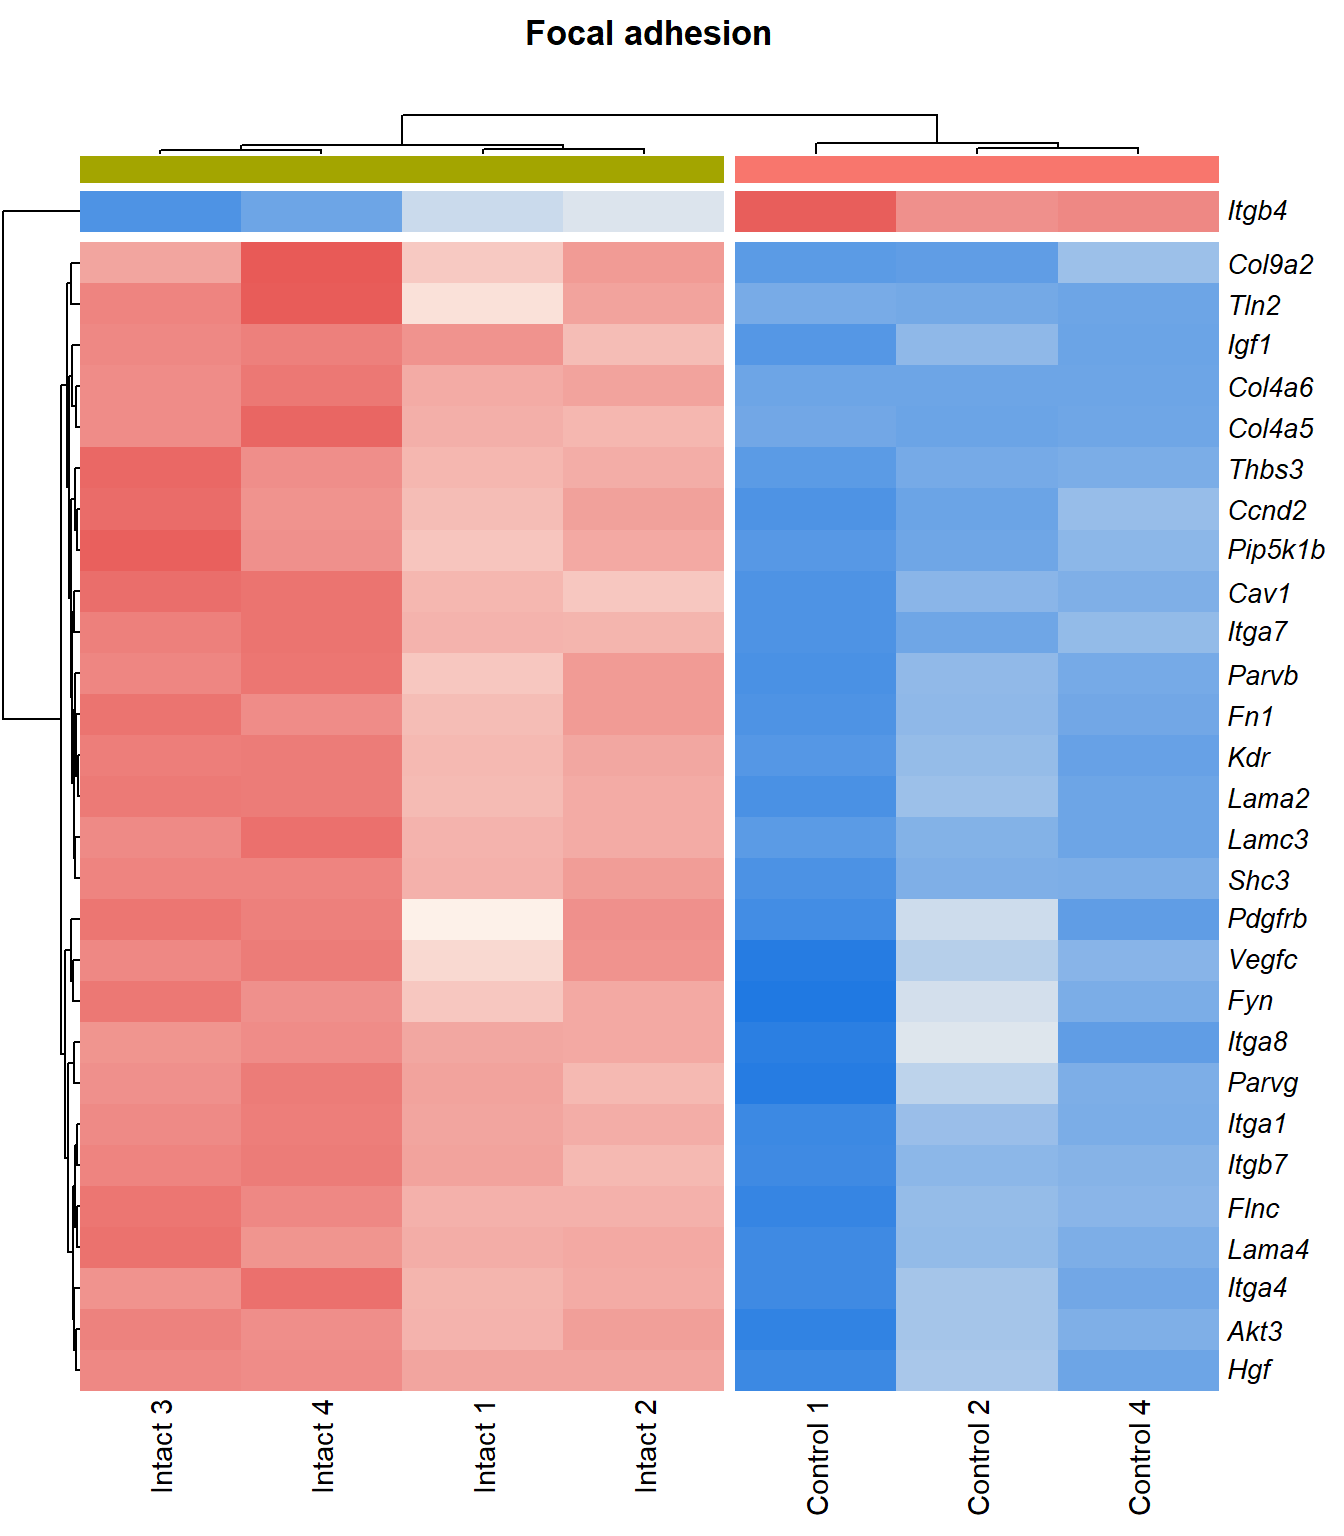 Focal adhesion
Itgb4
Col9a2
Tln2
Igf1
Col4a6
Col4a5
Thbs3
Ccnd2
Pip5k1b
Cav1
Itga7
Parvb
Fn1
Kdr
Lama2
Lamc3
Shc3
Pdgfrb
Vegfc
Fyn
Itga8
Parvg
Itga1
Itgb7
Flnc
Lama4
Itga4
Akt3
Hgf
Intact 3
Intact 4
Intact 1
Intact 2
Control 1
Control 2
Control 4